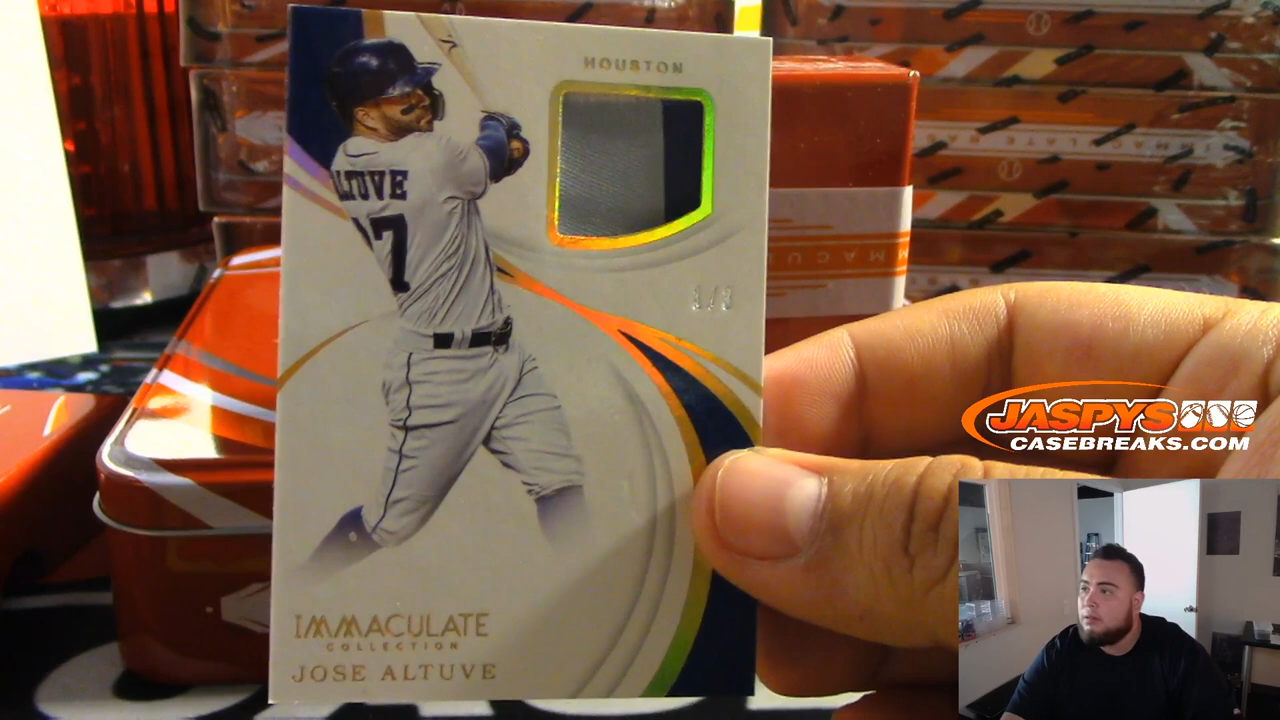 HOUSTON
ALTUVE
27
IMMACULATE
COLLECTION
JOSE ALTUVE
JASPYS
CASEBREAKS.COM